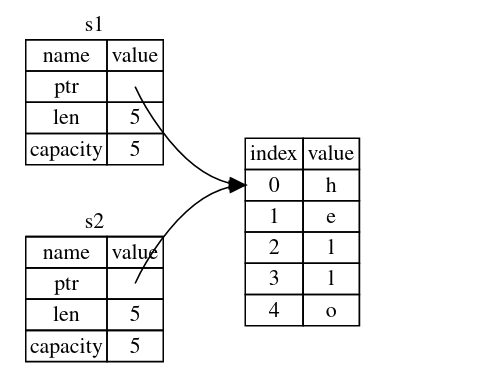 s1
name value
ptr
len 5
capacity 5
s2
name value
ptr
len 5
capacity 5
index value
0 h
1 e
2 l
3 l
4 o